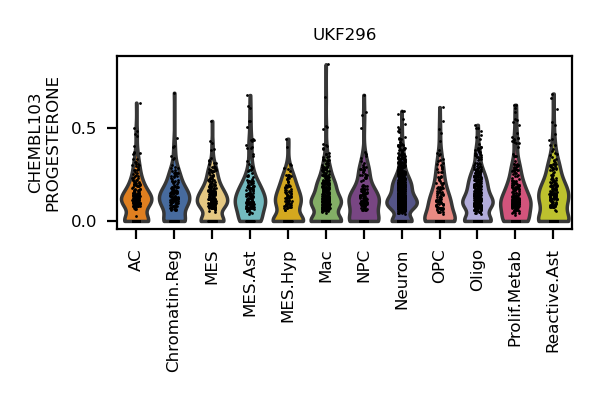 UKF296
CHEMBL103
PROGESTERONE
0.5
0.0
AC
Chromatin.Reg
MES
MES.Ast
MES.Hyp
Mac
NPC
Neuron
OPC
Oligo
Prolif.Metab
Reactive.Ast